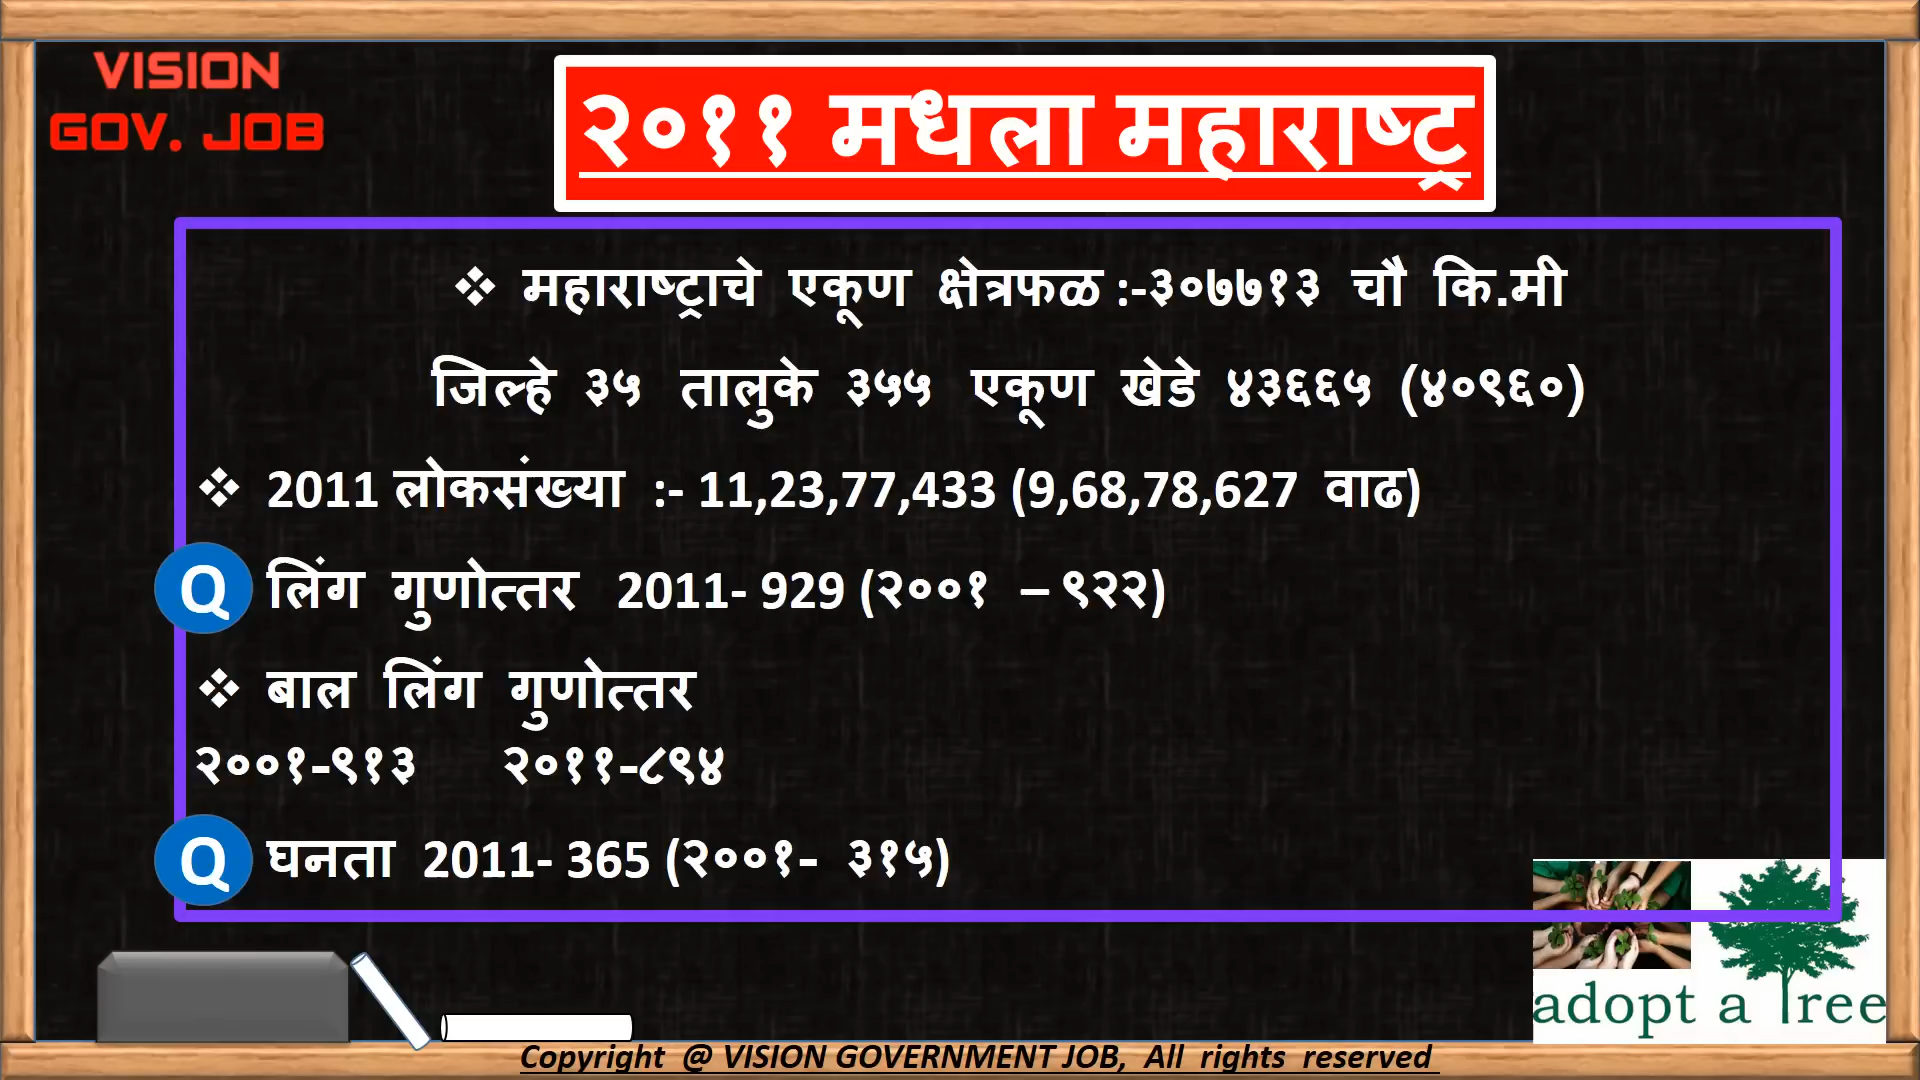 VISION
GOV. JOB
२०११ मधला महाराष्ट्र
❖ महाराष्ट्राचे एकूण क्षेत्रफळ :-३०७७१३ चौ कि.मी
जिल्हे ३५ तालुके ३५५ एकूण खेडे ४३६६५ (४०९६०)
❖ 2011 लोकसंख्या :- 11,23,77,433 (9,68,78,627 वाढ)
Q लिंग गुणोत्तर 2011- 929 (२००१ – ९२२)
❖ बाल लिंग गुणोत्तर
२००१-९१३ २०११-८९४
Q घनता 2011- 365 (२००१- ३१५)
adopt a Tree
Copyright @ VISION GOVERNMENT JOB, All rights reserved